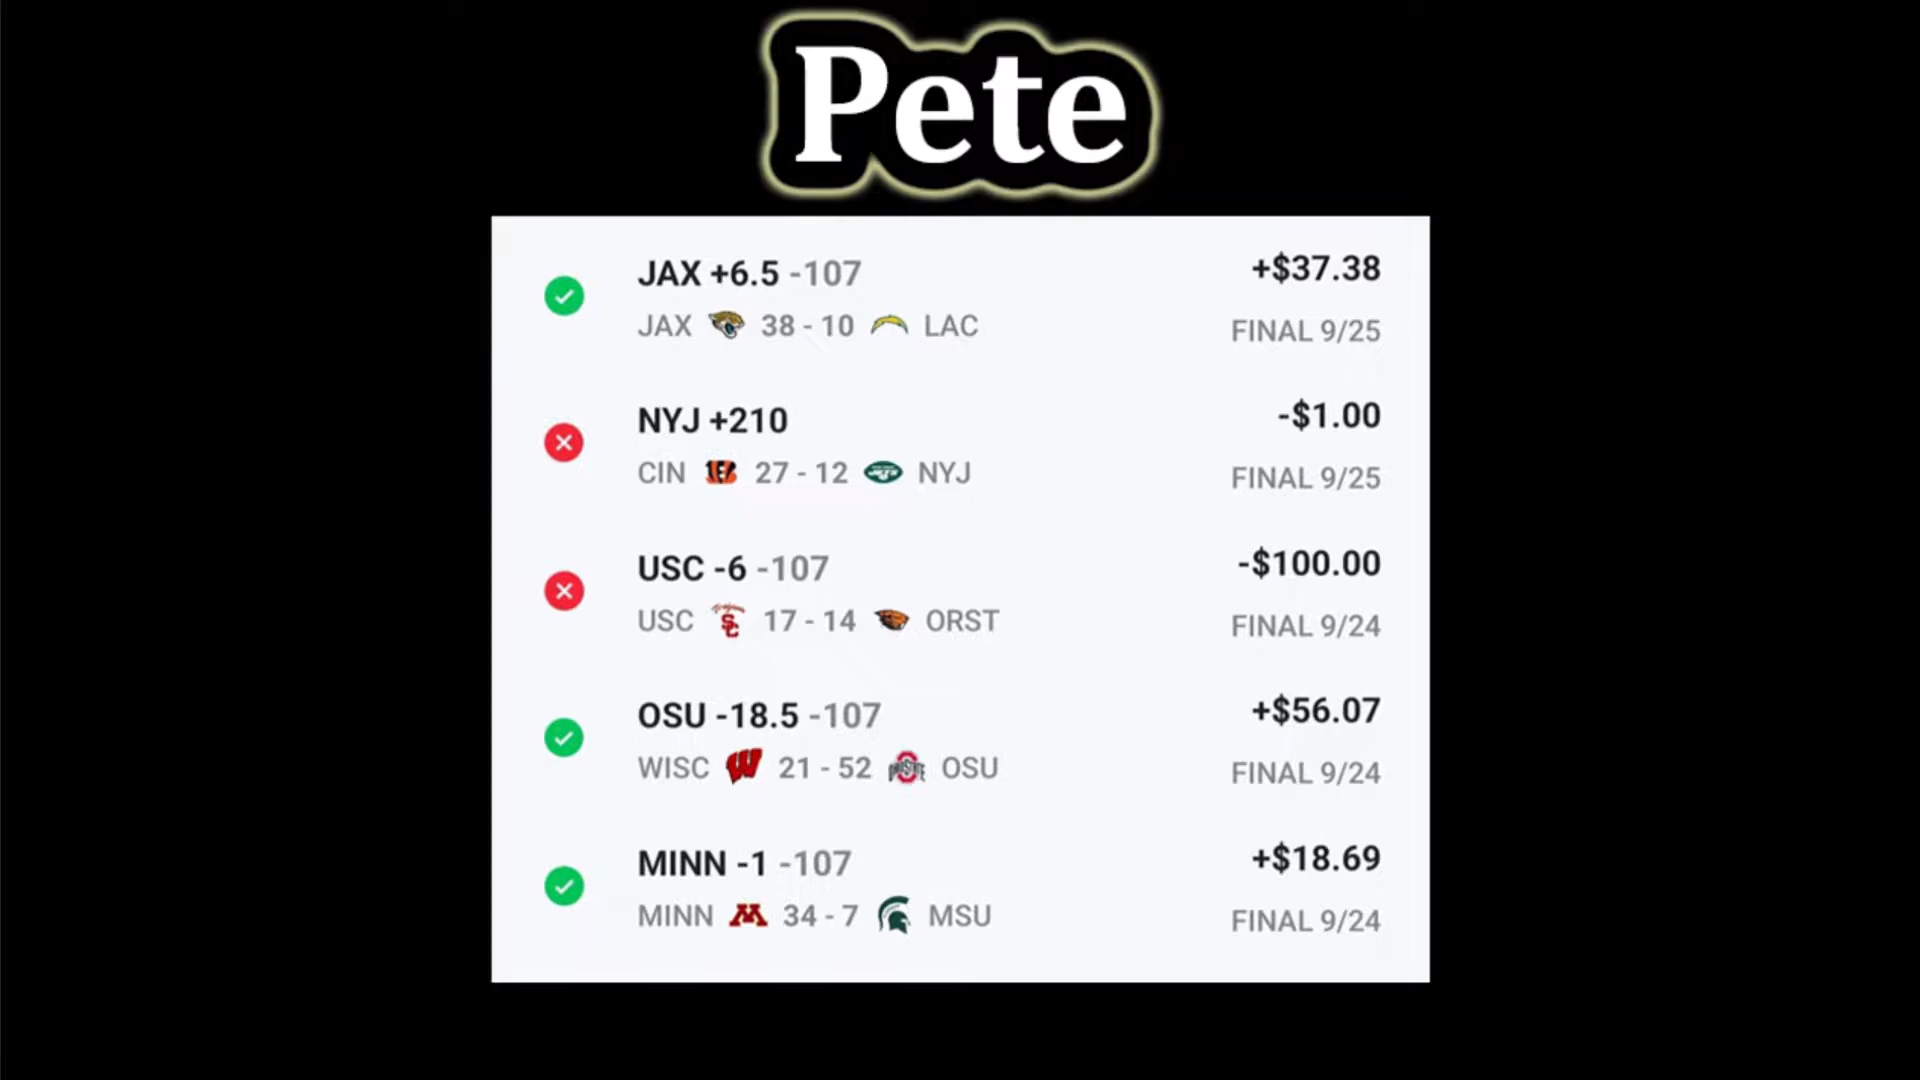 Pete
JAX +6.5 -107 +$37.38
JAX 38 - 10 LAC FINAL 9/25
NYJ +210 -$1.00
CIN 27 - 12 NYJ FINAL 9/25
USC -6 -107 -$100.00
USC 17 - 14 ORST FINAL 9/24
OSU -18.5 -107 +$56.07
WISC 21 - 52 OSU FINAL 9/24
MINN -1 -107 +$18.69
MINN 34 - 7 MSU FINAL 9/24